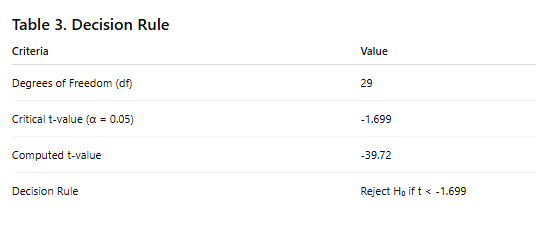 Table 3. Decision Rule
Criteria Value
Degrees of Freedom (df) 29
Critical t-value (α = 0.05) -1.699
Computed t-value -39.72
Decision Rule Reject H₀ if t < -1.699